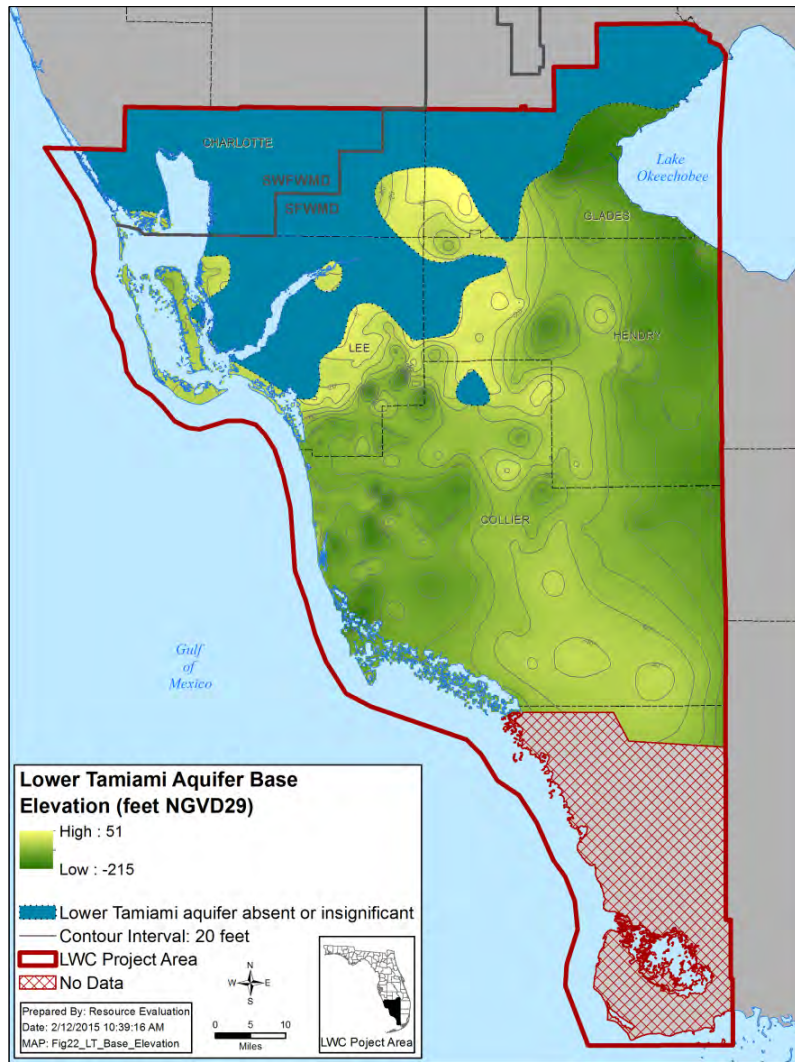 CHARLOTTE
SWFWMD
SFWMD
Lake
Okeechobee
GLADES
LEE
HENDRY
COLLIER
Gulf
of
Mexico
Lower Tamiami Aquifer Base
Elevation (feet NGVD29)
High : 51
Low : -215
Lower Tamiami aquifer absent or insignificant
Contour Interval: 20 feet
LWC Project Area
No Data
N
W
E
S
Prepared By: Resource Evaluation
Date: 2/12/2015 10:39:16 AM
MAP: Fig22_LT_Base_Elevation
0 5 10
Miles
LWC Poject Area